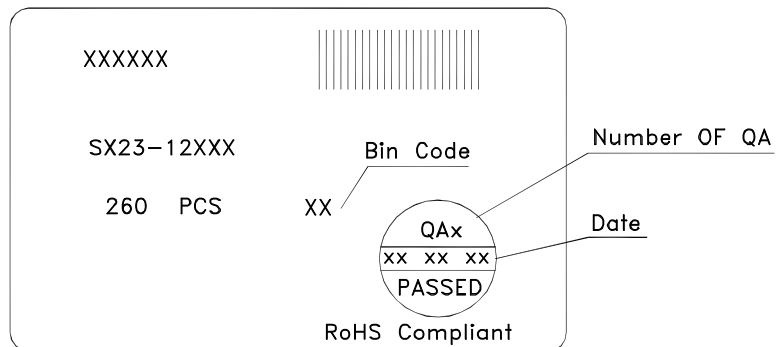 XXXXXX
SX23-12XXX
Bin Code
Number OF QA
260 PCS
XX
QAx
Date
xx xx xx
PASSED
RoHS Compliant